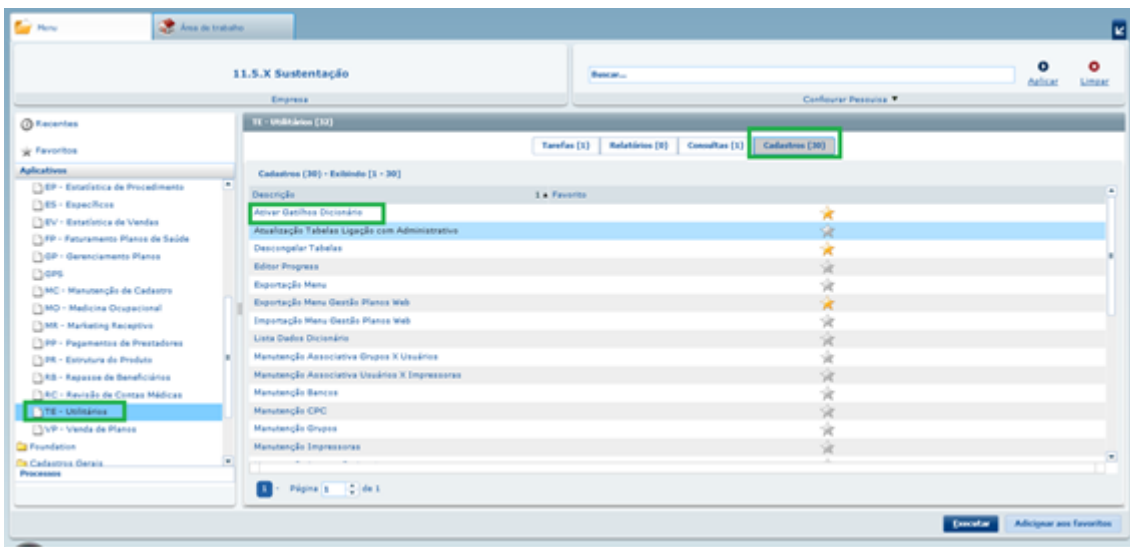 Menu
Área de trabalho
11.5.X Sustentação
Empresa
Buscar...
Aplicar
Limpar
Configurar Pesquisa
Recentes
Favoritos
Aplicativos
EP - Estatística de Procedimento
ES - Específicos
EV - Estatística de Vendas
FP - Faturamento Planos de Saúde
GP - Gerenciamento Planos
GPS
MC - Manutenção de Cadastro
MO - Medicina Ocupacional
MR - Marketing Receptivo
PP - Pagamentos de Prestadores
PR - Estrutura do Produto
RB - Repasse de Beneficiários
RC - Revisão de Contas Médicas
TE - Utilitários
VP - Venda de Planos
Foundation
Cadastros Gerais
Processos
TE - Utilitários (32)
Tarefas (1) Relatórios (0) Consultas (1) Cadastros (30)
Cadastros (30) - Exibindo [1 - 30]
Descrição 1 Favorito
Ativar Gatilhos Dicionário
Atualização Tabelas Ligação com Administrativo
Descongelar Tabelas
Editor Progress
Exportação Menu
Exportação Menu Gestão Planos Web
Importação Menu Gestão Planos Web
Lista Dados Dicionário
Manutenção Associativa Grupos X Usuários
Manutenção Associativa Usuários X Impressoras
Manutenção Bancos
Manutenção CPC
Manutenção Grupos
Manutenção Impressoras
1 - Página 1 de 1
Executar
Adicionar aos favoritos